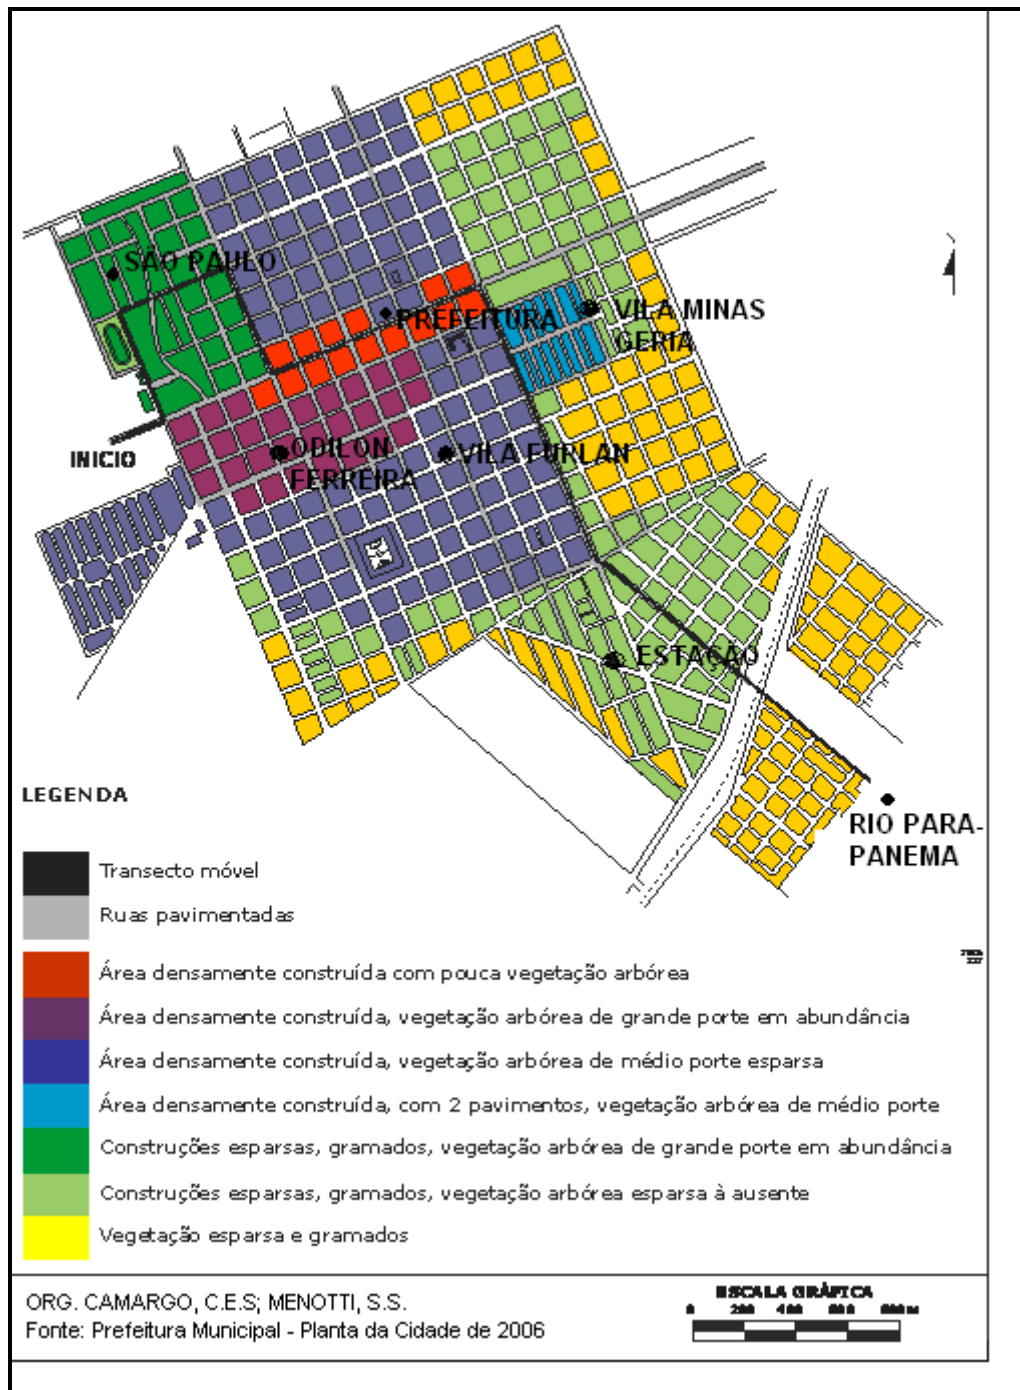 SÃO PAULO
PREFEITURA
VILA MINAS
GERIA
INICIO
ODILON
FERREIRA
VILA FUPLAN
ESTAÇÃO
RIO PARA-
PANEMA
LEGENDA
Transecto móvel
Ruas pavimentadas
Área densamente construída com pouca vegetação arbórea
Área densamente construída, vegetação arbórea de grande porte em abundância
Área densamente construída, vegetação arbórea de médio porte esparsa
Área densamente construída, com 2 pavimentos, vegetação arbórea de médio porte
Construções esparsas, gramados, vegetação arbórea de grande porte em abundância
Construções esparsas, gramados, vegetação arbórea esparsa à ausente
Vegetação esparsa e gramados
ORG. CAMARGO, C.E.S; MENOTTI, S.S.
Fonte: Prefeitura Municipal - Planta da Cidade de 2006
ESCALA GRÁFICA
0 200 400